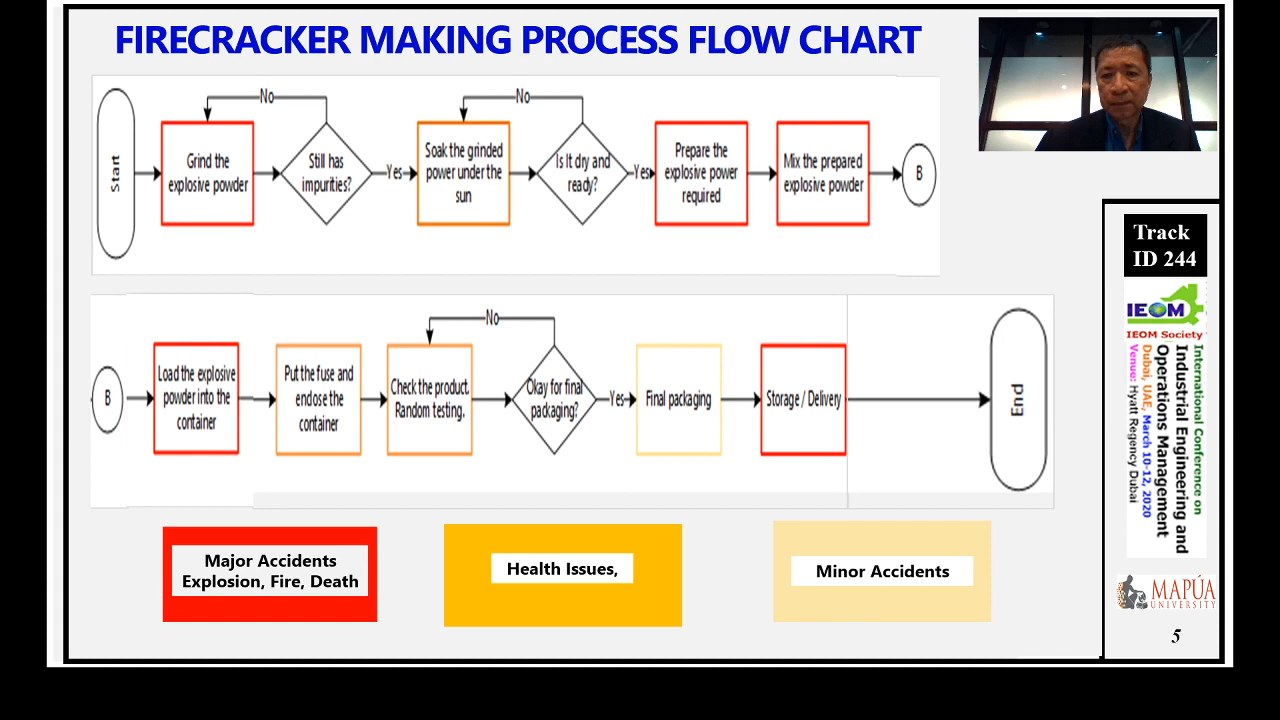 FIRECRACKER MAKING PROCESS FLOW CHART
No
No
Start
Grind the
explosive powder
Still has
impurities?
Yes
Soak the grinded
power under the
sun
Is It dry and
ready?
Yes
Prepare the
explosive power
required
Mix the prepared
explosive powder
B
No
B
Load the explosive
powder into the
container
Put the fuse and
endose the
container
Check the product.
Random testing.
Okay for final
packaging?
Yes
Final packaging
Storage / Delivery
End
Major Accidents
Explosion, Fire, Death
Health Issues,
Minor Accidents
Track
ID 244
IEOM
IEOM Society
International Conference on
Industrial Engineering and
Operations Management
Dubai, UAE, March 10-12, 2020
Venue: Hyatt Regency Dubai
MAPÚA
UNIVERSITY
5